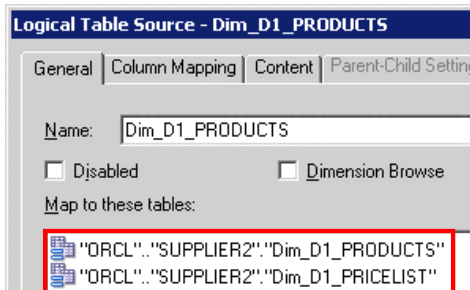 Logical Table Source - Dim_D1_PRODUCTS
General Column Mapping Content Parent-Child Setting
Name: Dim_D1_PRODUCTS
Disabled Dimension Browse
Map to these tables:
"ORCL".."SUPPLIER2"."Dim_D1_PRODUCTS"
"ORCL".."SUPPLIER2"."Dim_D1_PRICELIST"